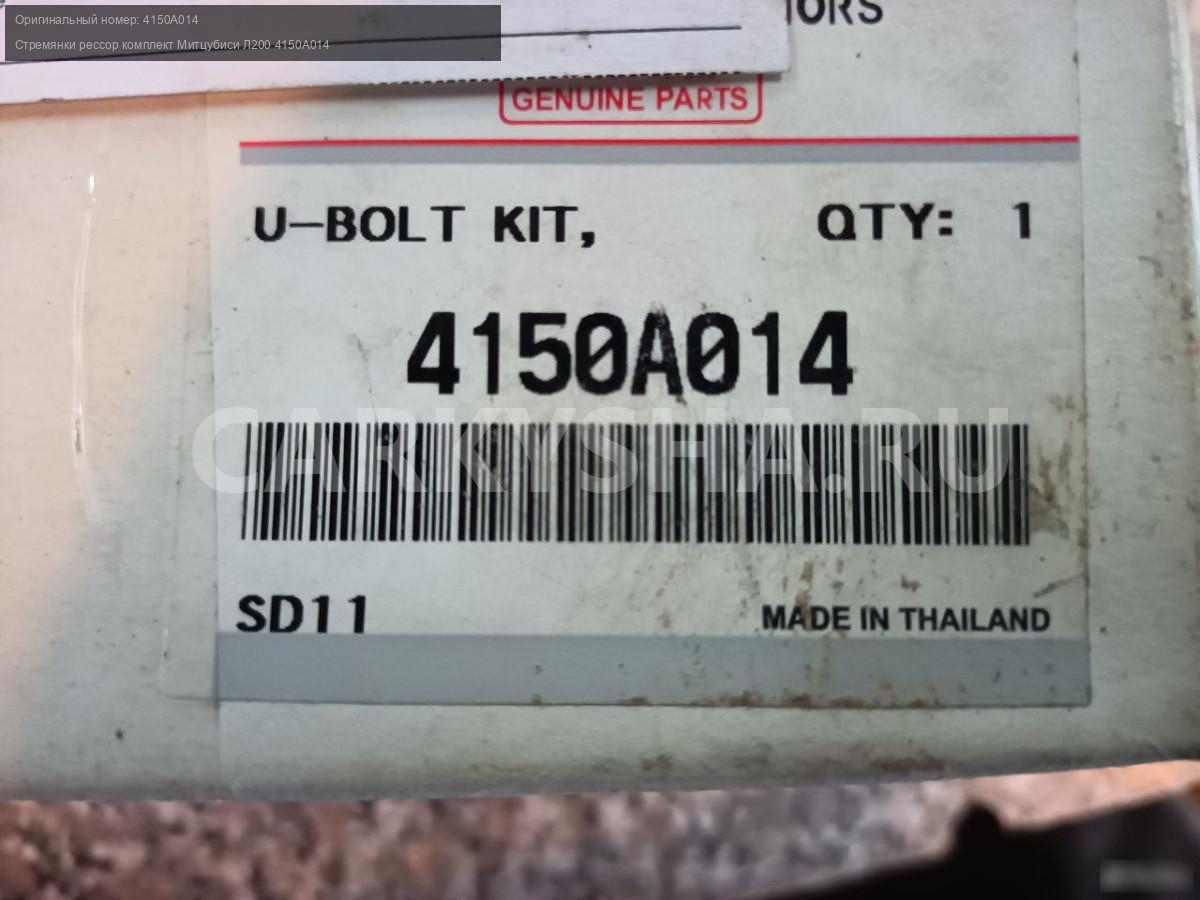 Оригинальный номер: 4150A014
Стремянки рессор комплект Митцубиси Л200 4150A014
GENUINE PARTS
U-BOLT KIT, QTY: 1
4150A014
CARKYSHA.RU
SD11 MADE IN THAILAND